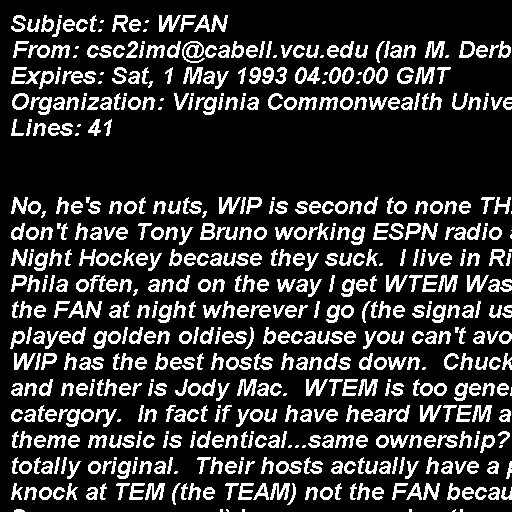 Subject: Re: WFAN
From: csc2imd@cabell.vcu.edu (Ian M. Derb
Expires: Sat, 1 May 1993 04:00:00 GMT
Organization: Virginia Commonwealth Unive
Lines: 41
No, he's not nuts, WIP is second to none TH
don't have Tony Bruno working ESPN radio
Night Hockey because they suck.  I live in Ri
Phila often, and on the way I get WTEM Was
the FAN at night wherever I go (the signal us
played golden oldies) because you can't avo
WIP has the best hosts hands down.  Chuck
and neither is Jody Mac.  WTEM is too gene
catergory.  In fact if you have heard WTEM a
theme music is identical...same ownership?
totally original.  Their hosts actually have a p
knock at TEM (the TEAM) not the FAN becau